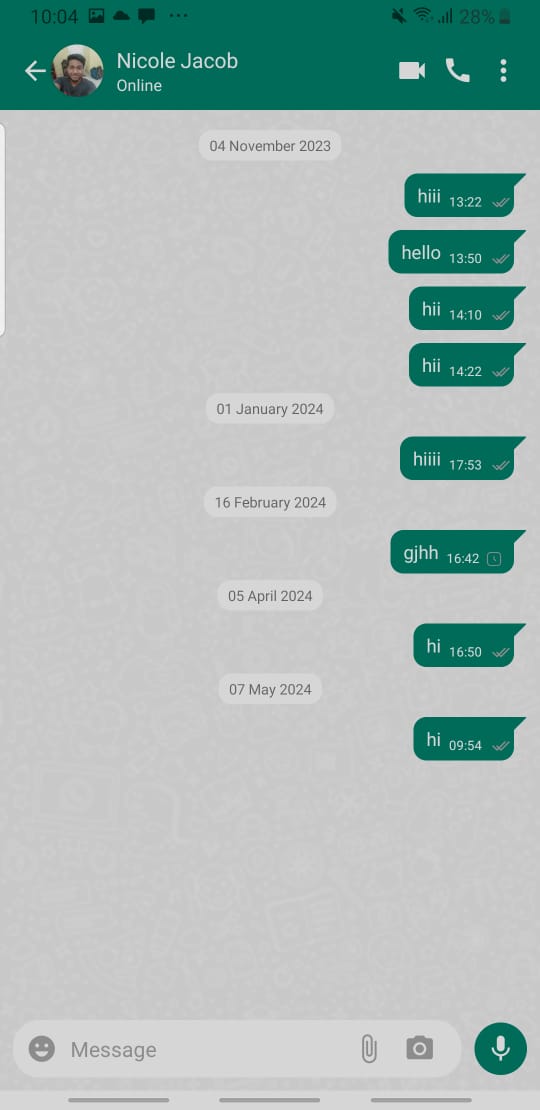 10:04
28%
Nicole Jacob
Online
04 November 2023
hiii 13:22
hello 13:50
hii 14:10
hii 14:22
01 January 2024
hiiii 17:53
16 February 2024
gjhh 16:42
05 April 2024
hi 16:50
07 May 2024
hi 09:54
Message